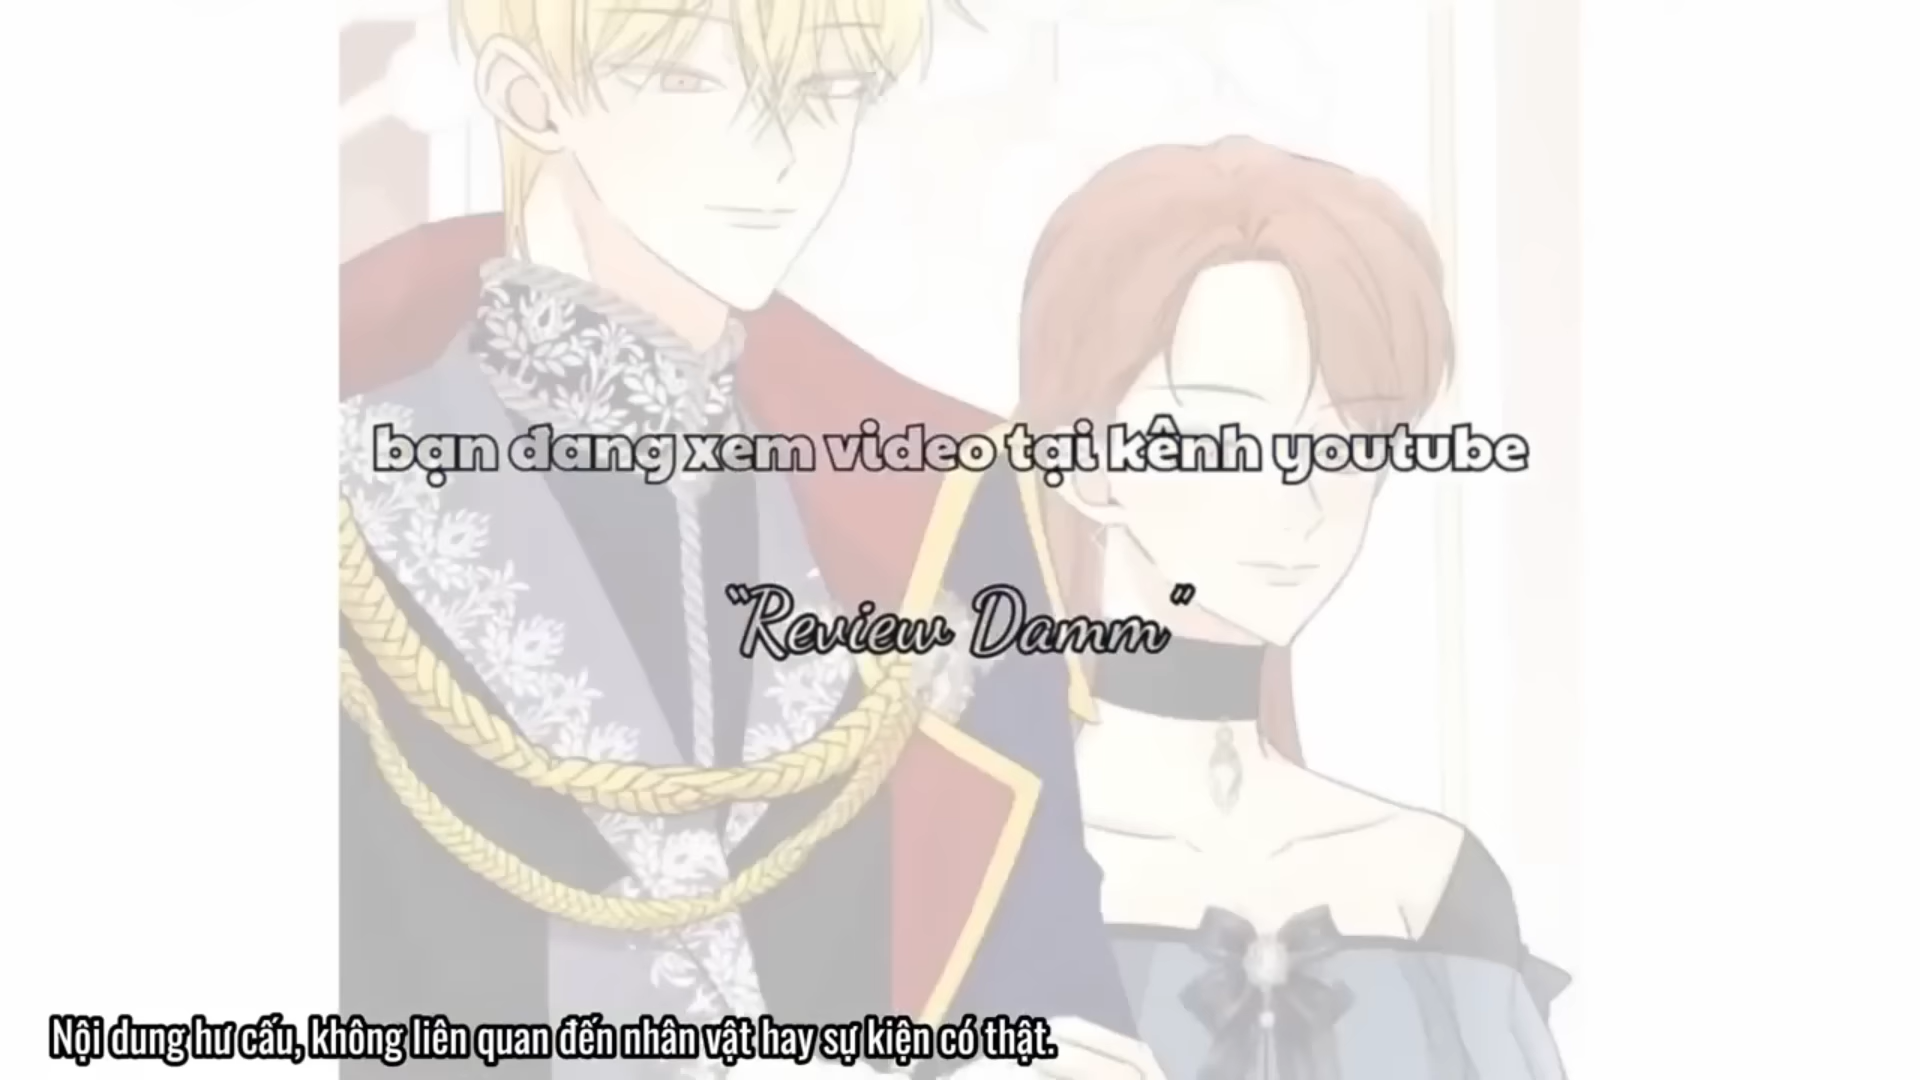 bạn đang xem video tại kênh youtube
"Review Damm"
Nội dung hư cấu, không liên quan đến nhân vật hay sự kiện có thật.